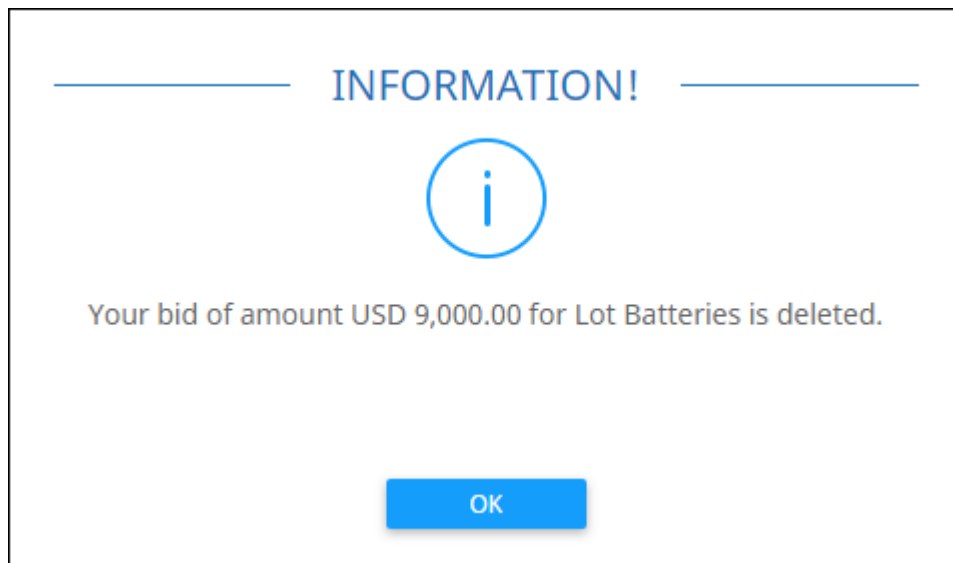 INFORMATION!
i
Your bid of amount USD 9,000.00 for Lot Batteries is deleted.
OK